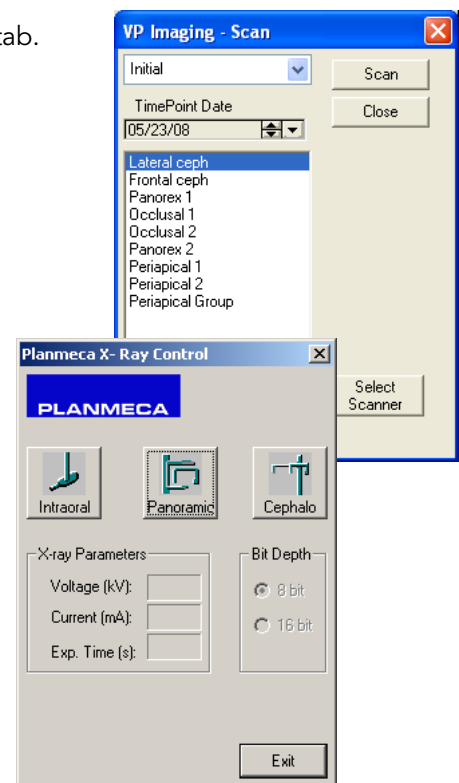 tab.
VP Imaging - Scan
Initial
Scan
TimePoint Date
Close
05/23/08
Lateral ceph
Frontal ceph
Panorex 1
Occlusal 1
Occlusal 2
Panorex 2
Periapical 1
Periapical 2
Periapical Group
Select
Scanner
Planmeca X- Ray Control
PLANMECA
Intraoral
Panoramic
Cephalo
X-ray Parameters
Voltage (kV):
Current (mA):
Exp. Time (s):
Bit Depth
8 bit
16 bit
Exit